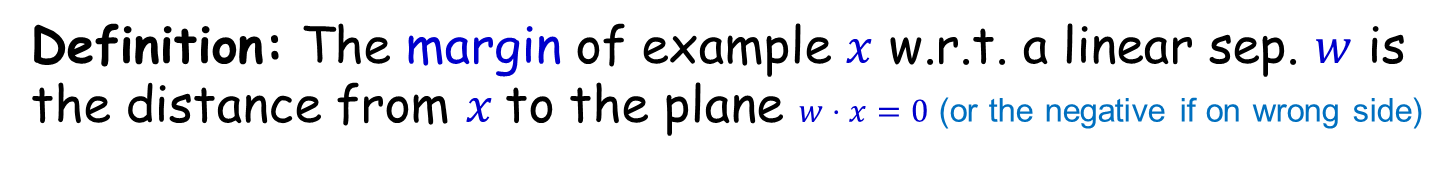 Definition: The margin of example x w.r.t. a linear sep. w is
the distance from x to the plane w · x = 0 (or the negative if on wrong side)